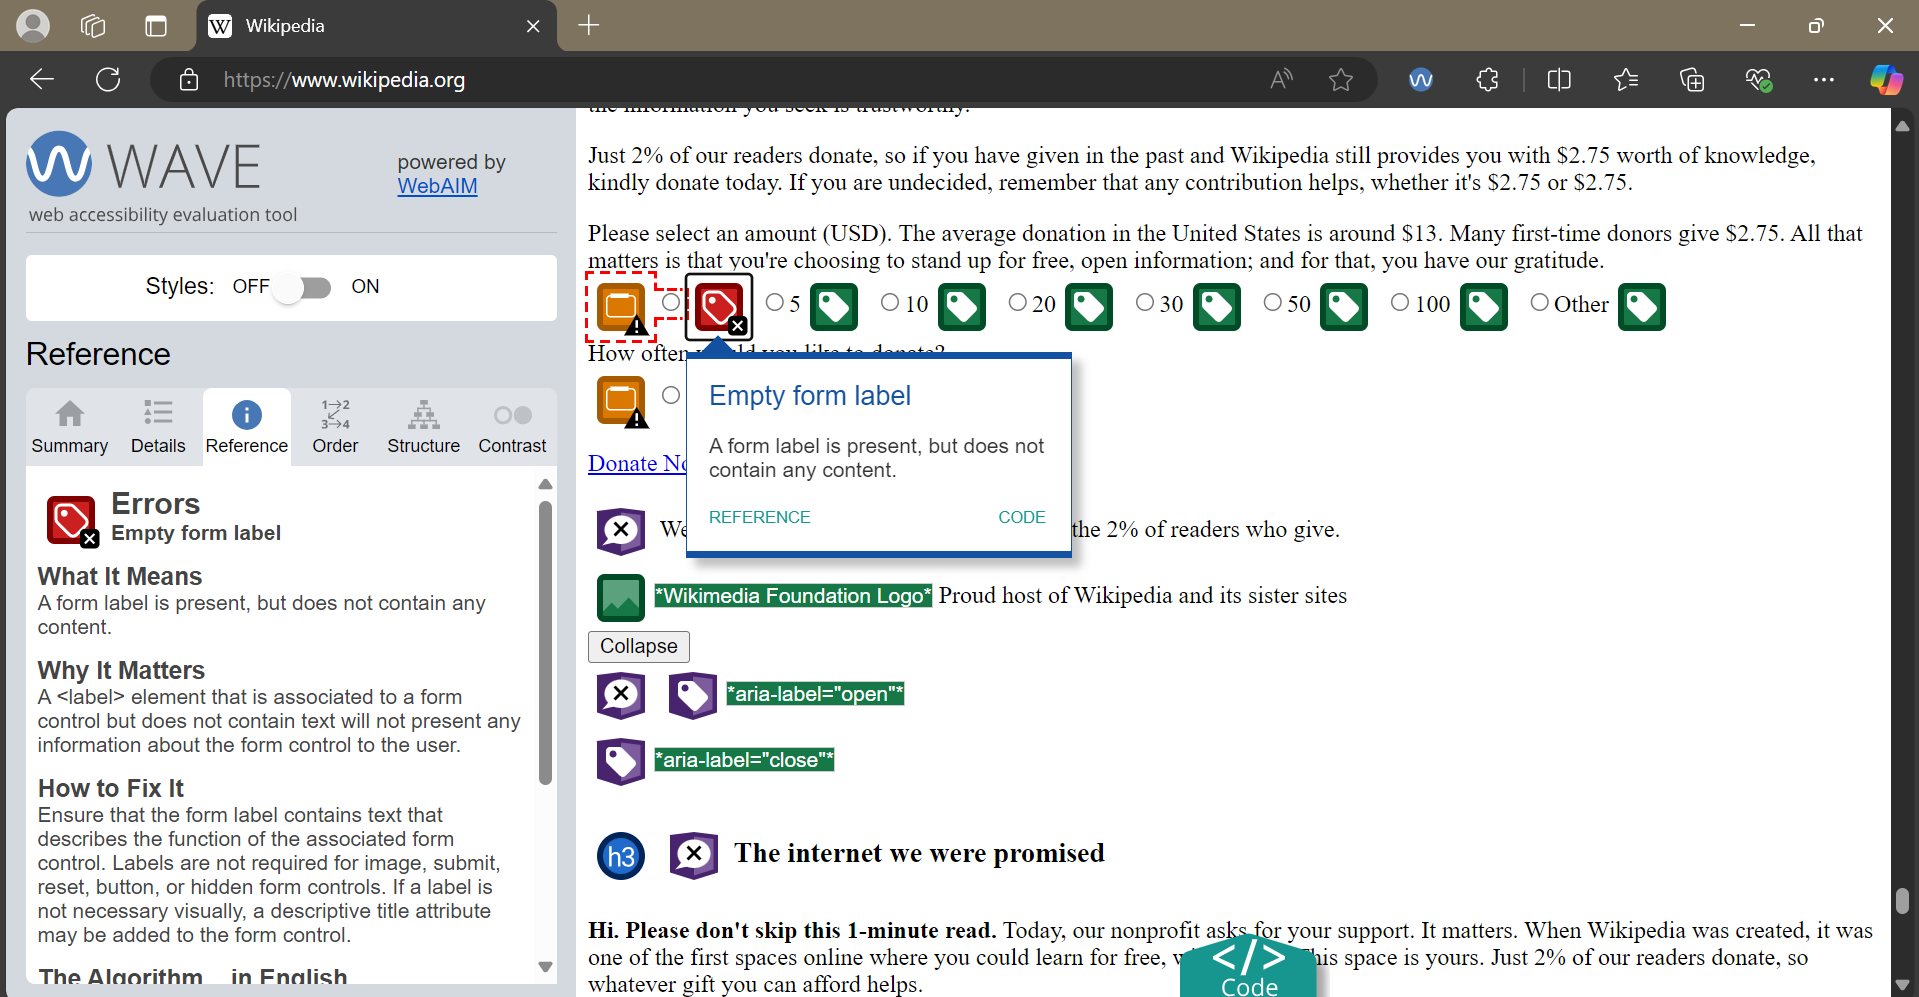 Wikipedia
https://www.wikipedia.org
WAVE
powered by
WebAIM
web accessibility evaluation tool
Styles: OFF ON
Reference
Summary Details Reference Order Structure Contrast
Errors
Empty form label
What It Means
A form label is present, but does not contain any
content.
Why It Matters
A <label> element that is associated to a form
control but does not contain text will not present any
information about the form control to the user.
How to Fix It
Ensure that the form label contains text that
describes the function of the associated form
control. Labels are not required for image, submit,
reset, button, or hidden form controls. If a label is
not necessary visually, a descriptive title attribute
may be added to the form control.
The Algorithm... in English
the information you seek is trustworthy.
Just 2% of our readers donate, so if you have given in the past and Wikipedia still provides you with $2.75 worth of knowledge,
kindly donate today. If you are undecided, remember that any contribution helps, whether it's $2.75 or $2.75.
Please select an amount (USD). The average donation in the United States is around $13. Many first-time donors give $2.75. All that
matters is that you're choosing to stand up for free, open information; and for that, you have our gratitude.
5 10 20 30 50 100 Other
How often would you like to donate?
Empty form label
A form label is present, but does not
contain any content.
REFERENCE CODE
Donate No
We the 2% of readers who give.
*Wikimedia Foundation Logo* Proud host of Wikipedia and its sister sites
Collapse
*aria-label="open"*
*aria-label="close"*
h3 The internet we were promised
Hi. Please don't skip this 1-minute read. Today, our nonprofit asks for your support. It matters. When Wikipedia was created, it was
one of the first spaces online where you could learn for free, his space is yours. Just 2% of our readers donate, so
whatever gift you can afford helps.
</> Code